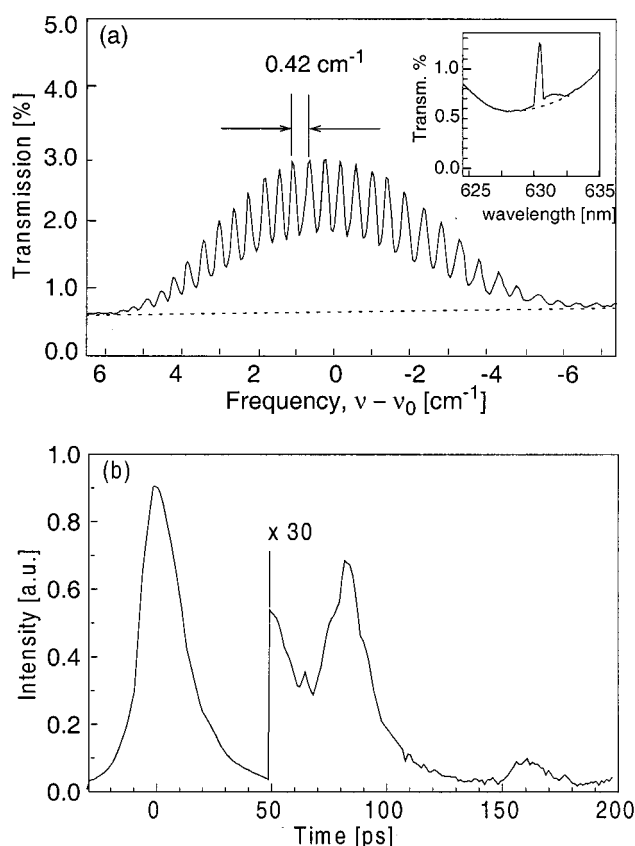 (a)
0.42 cm⁻¹
Transmission [%]
5.0
4.0
3.0
2.0
1.0
0.0
6 4 2 0 -2 -4 -6
Frequency, ν – ν₀ [cm⁻¹]
Transm. %
1.0
0.5
0.0
625 630 635
wavelength [nm]
(b)
x 30
Intensity [a.u.]
1.0
0.8
0.6
0.4
0.2
0.0
0 50 100 150 200
Time [ps]